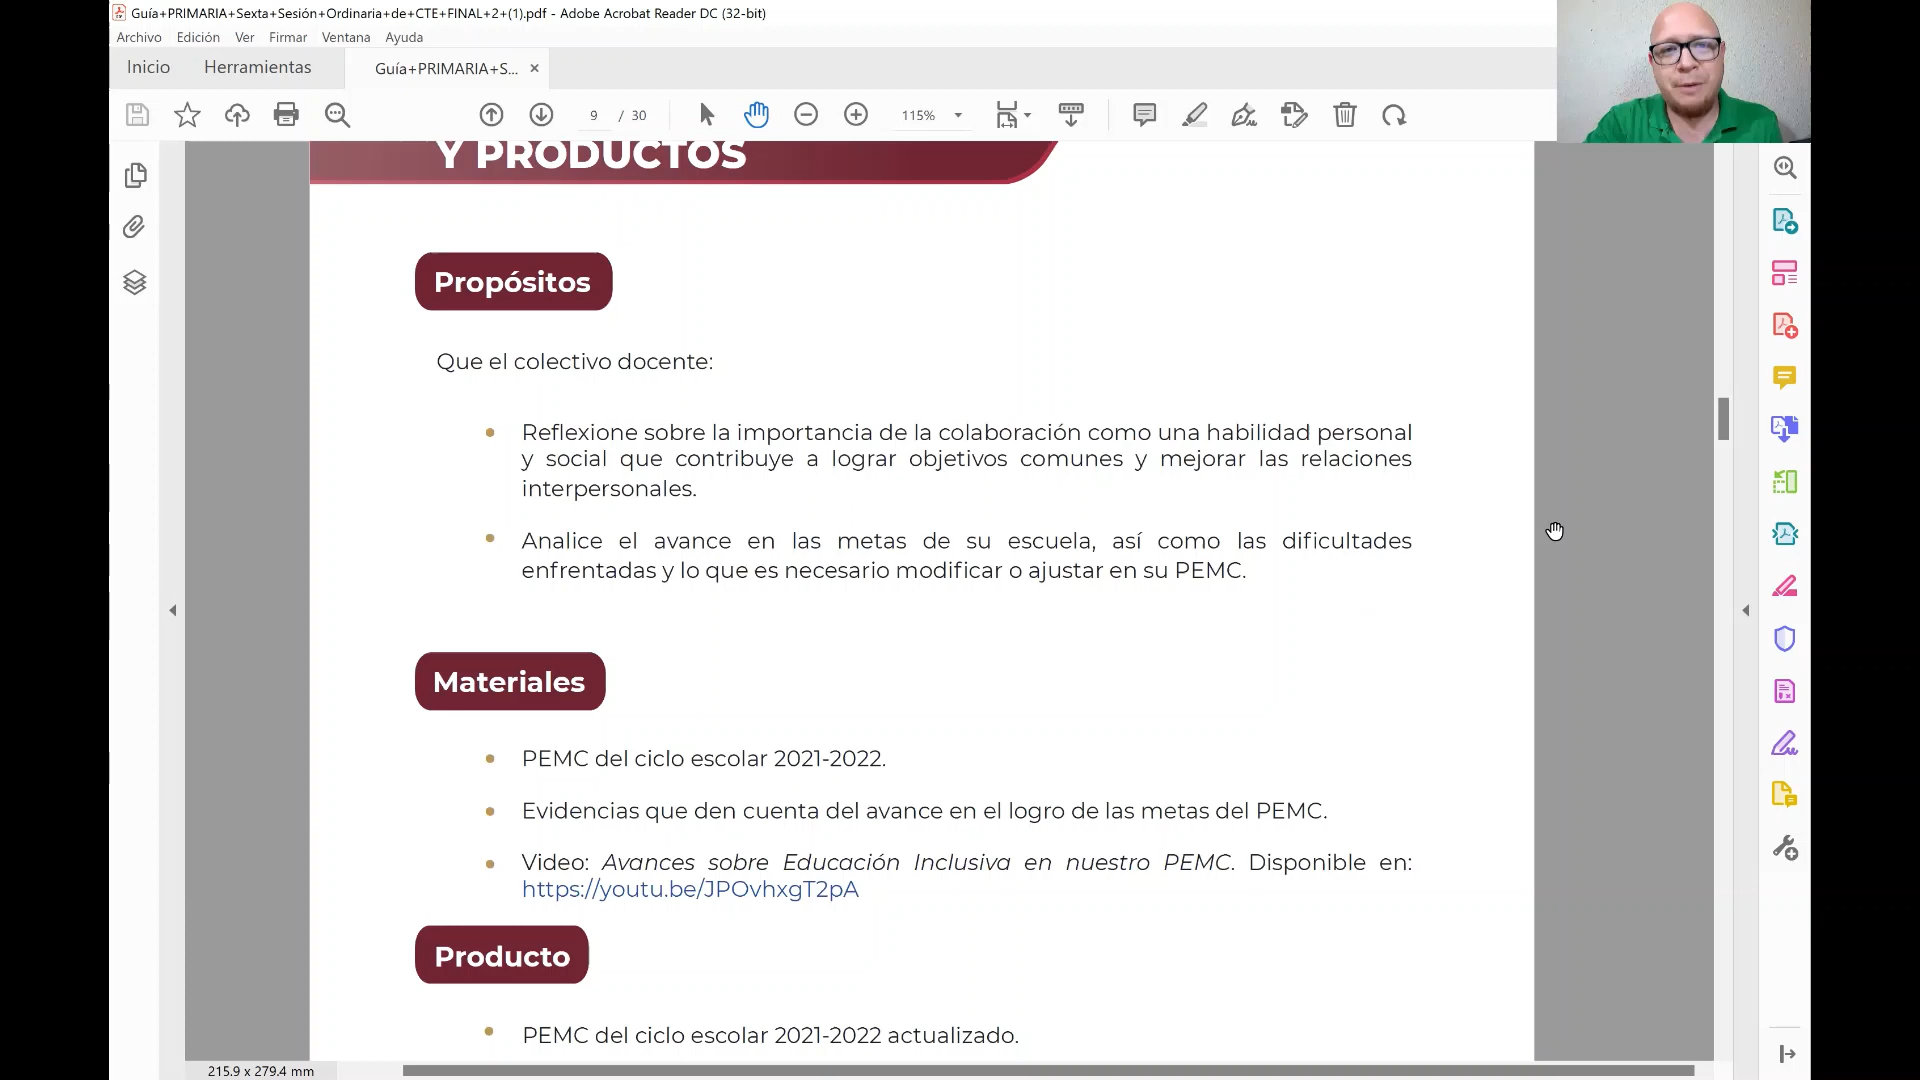 Guía+PRIMARIA+Sexta+Sesión+Ordinaria+de+CTE+FINAL+2+(1).pdf - Adobe Acrobat Reader DC (32-bit)
Archivo Edición Ver Firmar Ventana Ayuda
Inicio Herramientas Guía+PRIMARIA+S... ×
9 / 30 115%
Y PRODUCTOS
Propósitos
Que el colectivo docente:
Reflexione sobre la importancia de la colaboración como una habilidad personal
y social que contribuye a lograr objetivos comunes y mejorar las relaciones
interpersonales.
Analice el avance en las metas de su escuela, así como las dificultades
enfrentadas y lo que es necesario modificar o ajustar en su PEMC.
Materiales
PEMC del ciclo escolar 2021-2022.
Evidencias que den cuenta del avance en el logro de las metas del PEMC.
Video: Avances sobre Educación Inclusiva en nuestro PEMC. Disponible en:
https://youtu.be/JPOvhxgT2pA
Producto
PEMC del ciclo escolar 2021-2022 actualizado.
215.9 x 279.4 mm